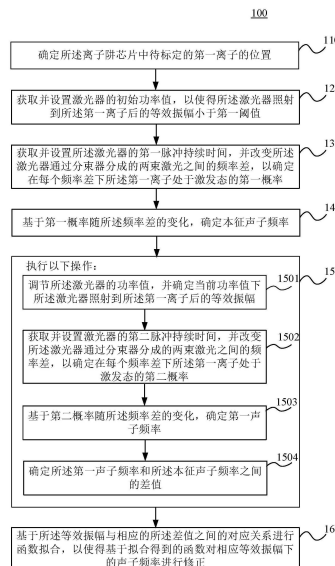 100
确定所述离子阱芯片中待标定的第一离子的位置
11
获取并设置激光器的初始功率值，以使得所述激光器照射
到所述第一离子后的等效振幅小于第一阈值
12
获取并设置所述激光器的第一脉冲持续时间，并改变所述
激光器通过分束器分成的两束激光之间的频率差，以确定
在每个频率差下所述第一离子处于激发态的第一概率
13
基于第一概率随所述频率差的变化，确定本征声子频率
14
执行以下操作：
15
调节所述激光器的功率值，并确定当前功率值下
所述激光器照射到所述第一离子后的等效振幅
1501
获取并设置激光器的第二脉冲持续时间，并改变
所述激光器通过分束器分成的两束激光之间的频
率差，以确定在每个频率差下所述第一离子处于
激发态的第二概率
1502
基于第二概率随所述频率差的变化，确定第一声
子频率
1503
确定所述第一声子频率和所述本征声子频率之间
的差值
1504
基于所述等效振幅与相应的所述差值之间的对应关系进行
函数拟合，以使得基于拟合得到的函数对相应等效振幅下
的声子频率进行修正
16